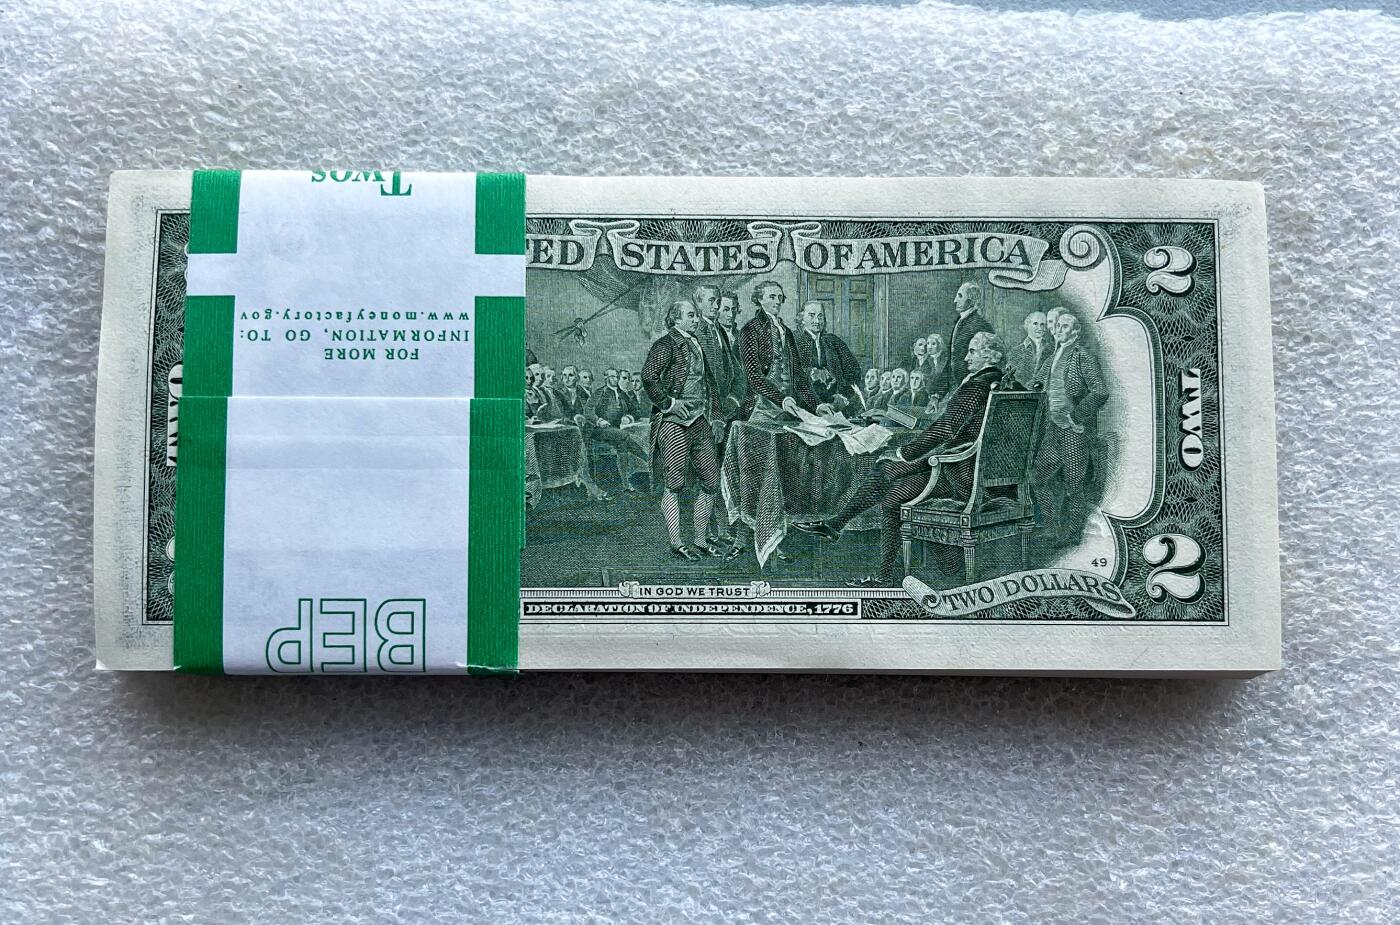 Twos
FOR MORE
INFORMATION, GO TO:
www.moneyfactory.gov
BEP
ED STATES OF AMERICA
2
TWO
2
49
TWO DOLLARS
IN GOD WE TRUST
DECLARATION OF INDEPENDENCE, 1776
TWO